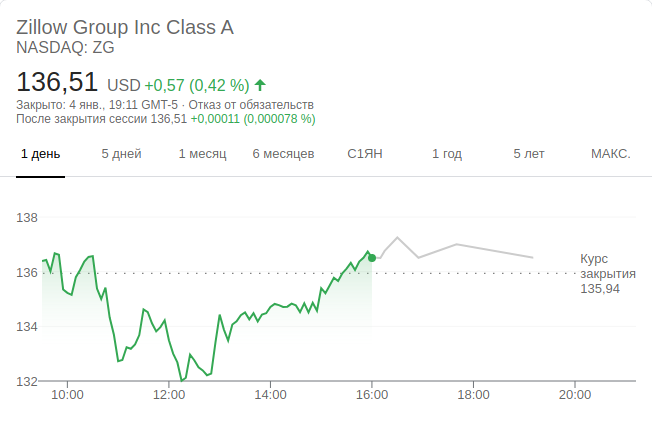 Zillow Group Inc Class A
NASDAQ: ZG
136,51 USD +0,57 (0,42 %)
Закрыто: 4 янв., 19:11 GMT-5 · Отказ от обязательств
После закрытия сессии 136,51 +0,00011 (0,000078 %)
1 день 5 дней 1 месяц 6 месяцев С1ЯН 1 год 5 лет МАКС.
138
136
134
132
Курс
закрытия
135,94
10:00 12:00 14:00 16:00 18:00 20:00